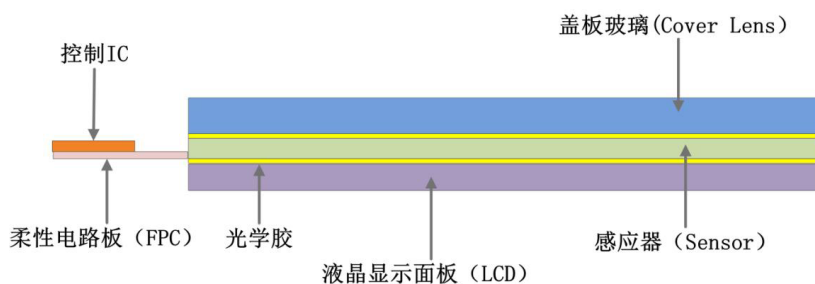 盖板玻璃(Cover Lens）
控制IC
柔性电路板（FPC）
光学胶
感应器（Sensor）
液晶显示面板（LCD）